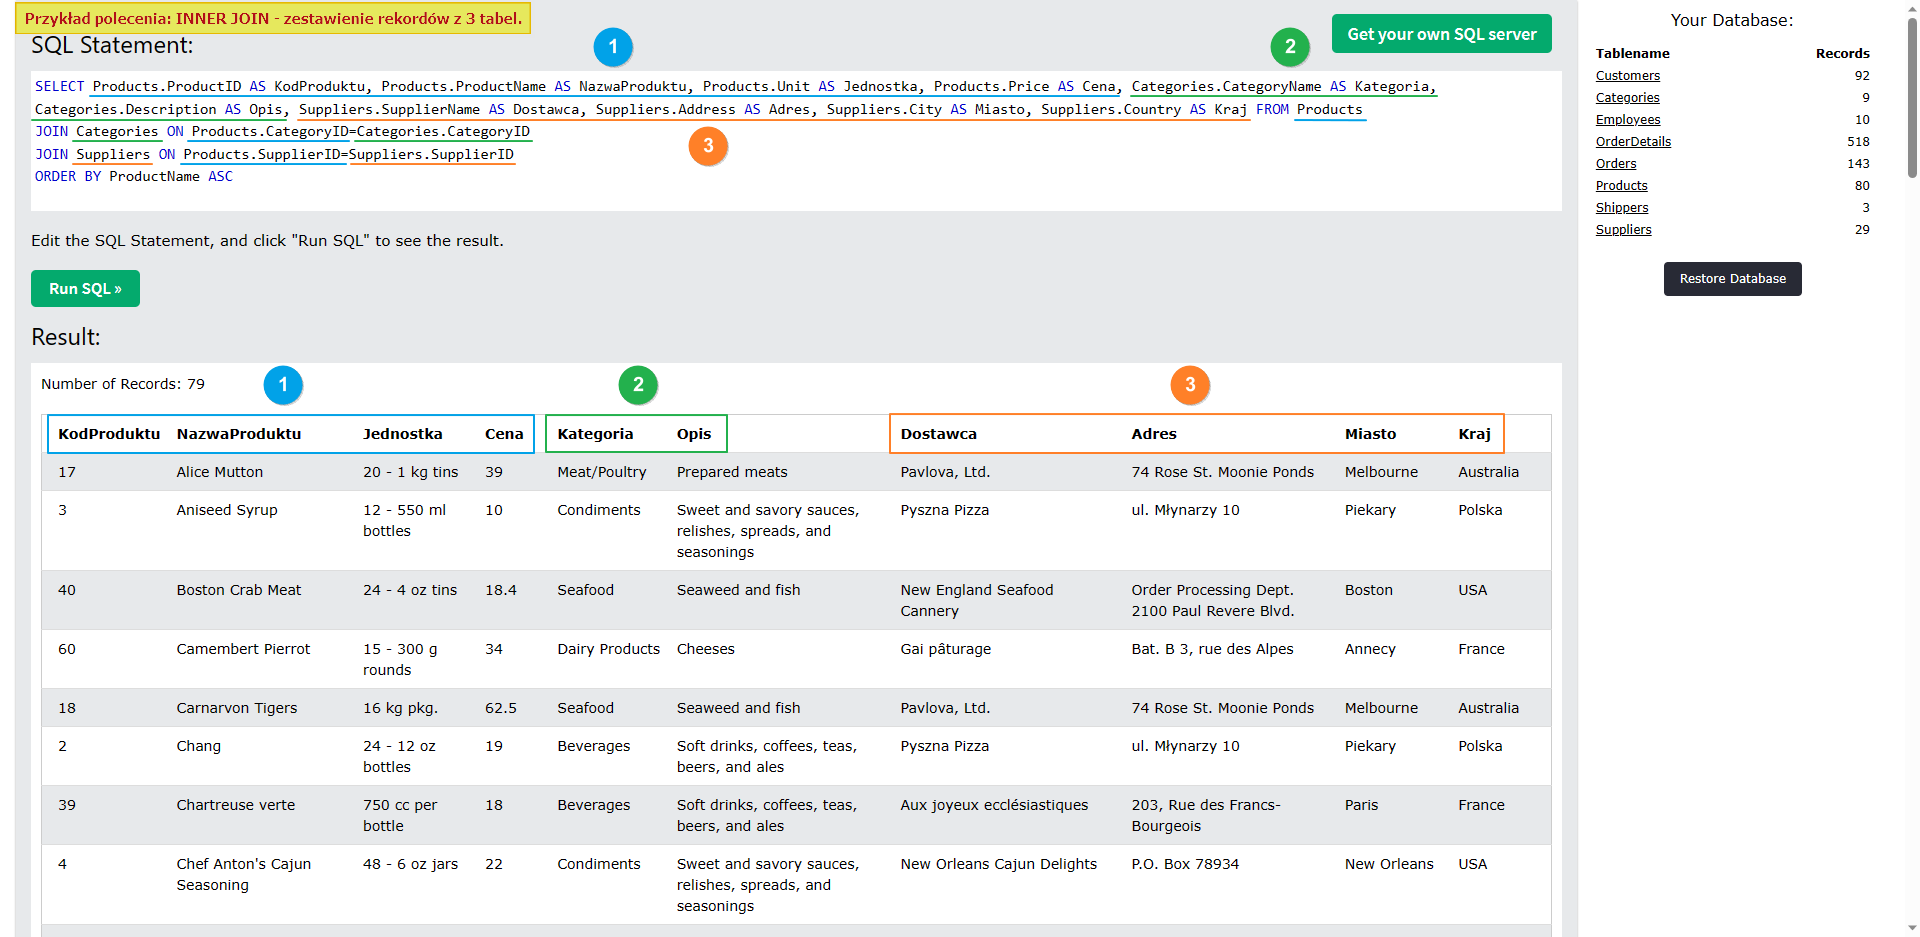 Przykład polecenia: INNER JOIN - zestawienie rekordów z 3 tabel.
SQL Statement:
1
2
Get your own SQL server
SELECT Products.ProductID AS KodProduktu, Products.ProductName AS NazwaProduktu, Products.Unit AS Jednostka, Products.Price AS Cena, Categories.CategoryName AS Kategoria,
Categories.Description AS Opis, Suppliers.SupplierName AS Dostawca, Suppliers.Address AS Adres, Suppliers.City AS Miasto, Suppliers.Country AS Kraj FROM Products
JOIN Categories ON Products.CategoryID=Categories.CategoryID
3
JOIN Suppliers ON Products.SupplierID=Suppliers.SupplierID
ORDER BY ProductName ASC
Edit the SQL Statement, and click "Run SQL" to see the result.
Run SQL »
Result:
Number of Records: 79
1
2
3
KodProduktu NazwaProduktu Jednostka Cena Kategoria Opis Dostawca Adres Miasto Kraj
17 Alice Mutton 20 - 1 kg tins 39 Meat/Poultry Prepared meats Pavlova, Ltd. 74 Rose St. Moonie Ponds Melbourne Australia
3 Aniseed Syrup 12 - 550 ml 10 Condiments Sweet and savory sauces, Pyszna Pizza ul. Młynarzy 10 Piekary Polska
bottles relishes, spreads, and
seasonings
40 Boston Crab Meat 24 - 4 oz tins 18.4 Seafood Seaweed and fish New England Seafood Order Processing Dept. Boston USA
Cannery 2100 Paul Revere Blvd.
60 Camembert Pierrot 15 - 300 g 34 Dairy Products Cheeses Gai pâturage Bat. B 3, rue des Alpes Annecy France
rounds
18 Carnarvon Tigers 16 kg pkg. 62.5 Seafood Seaweed and fish Pavlova, Ltd. 74 Rose St. Moonie Ponds Melbourne Australia
2 Chang 24 - 12 oz 19 Beverages Soft drinks, coffees, teas, Pyszna Pizza ul. Młynarzy 10 Piekary Polska
bottles beers, and ales
39 Chartreuse verte 750 cc per 18 Beverages Soft drinks, coffees, teas, Aux joyeux ecclésiastiques 203, Rue des Francs- Paris France
bottle beers, and ales Bourgeois
4 Chef Anton's Cajun 48 - 6 oz jars 22 Condiments Sweet and savory sauces, New Orleans Cajun Delights P.O. Box 78934 New Orleans USA
Seasoning relishes, spreads, and
seasonings
Your Database:
Tablename Records
Customers 92
Categories 9
Employees 10
OrderDetails 518
Orders 143
Products 80
Shippers 3
Suppliers 29
Restore Database